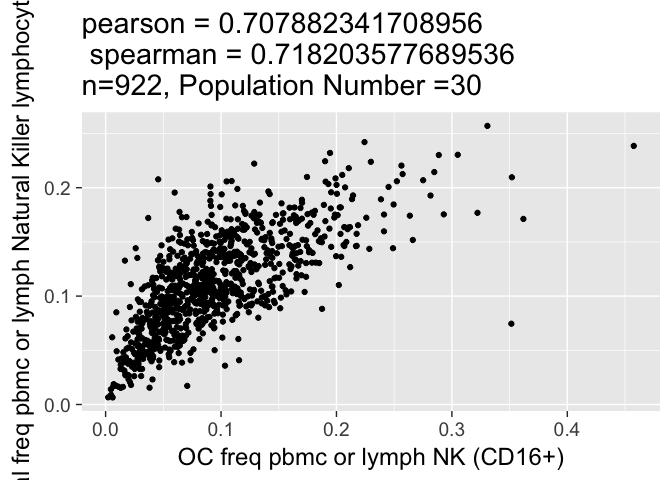 pearson = 0.707882341708956
spearman = 0.718203577689536
n=922, Population Number =30
freq pbmc or lymph Natural Killer
0.2
0.1
0.0
0.0 0.1 0.2 0.3 0.4
OC freq pbmc or lymph NK (CD16+)